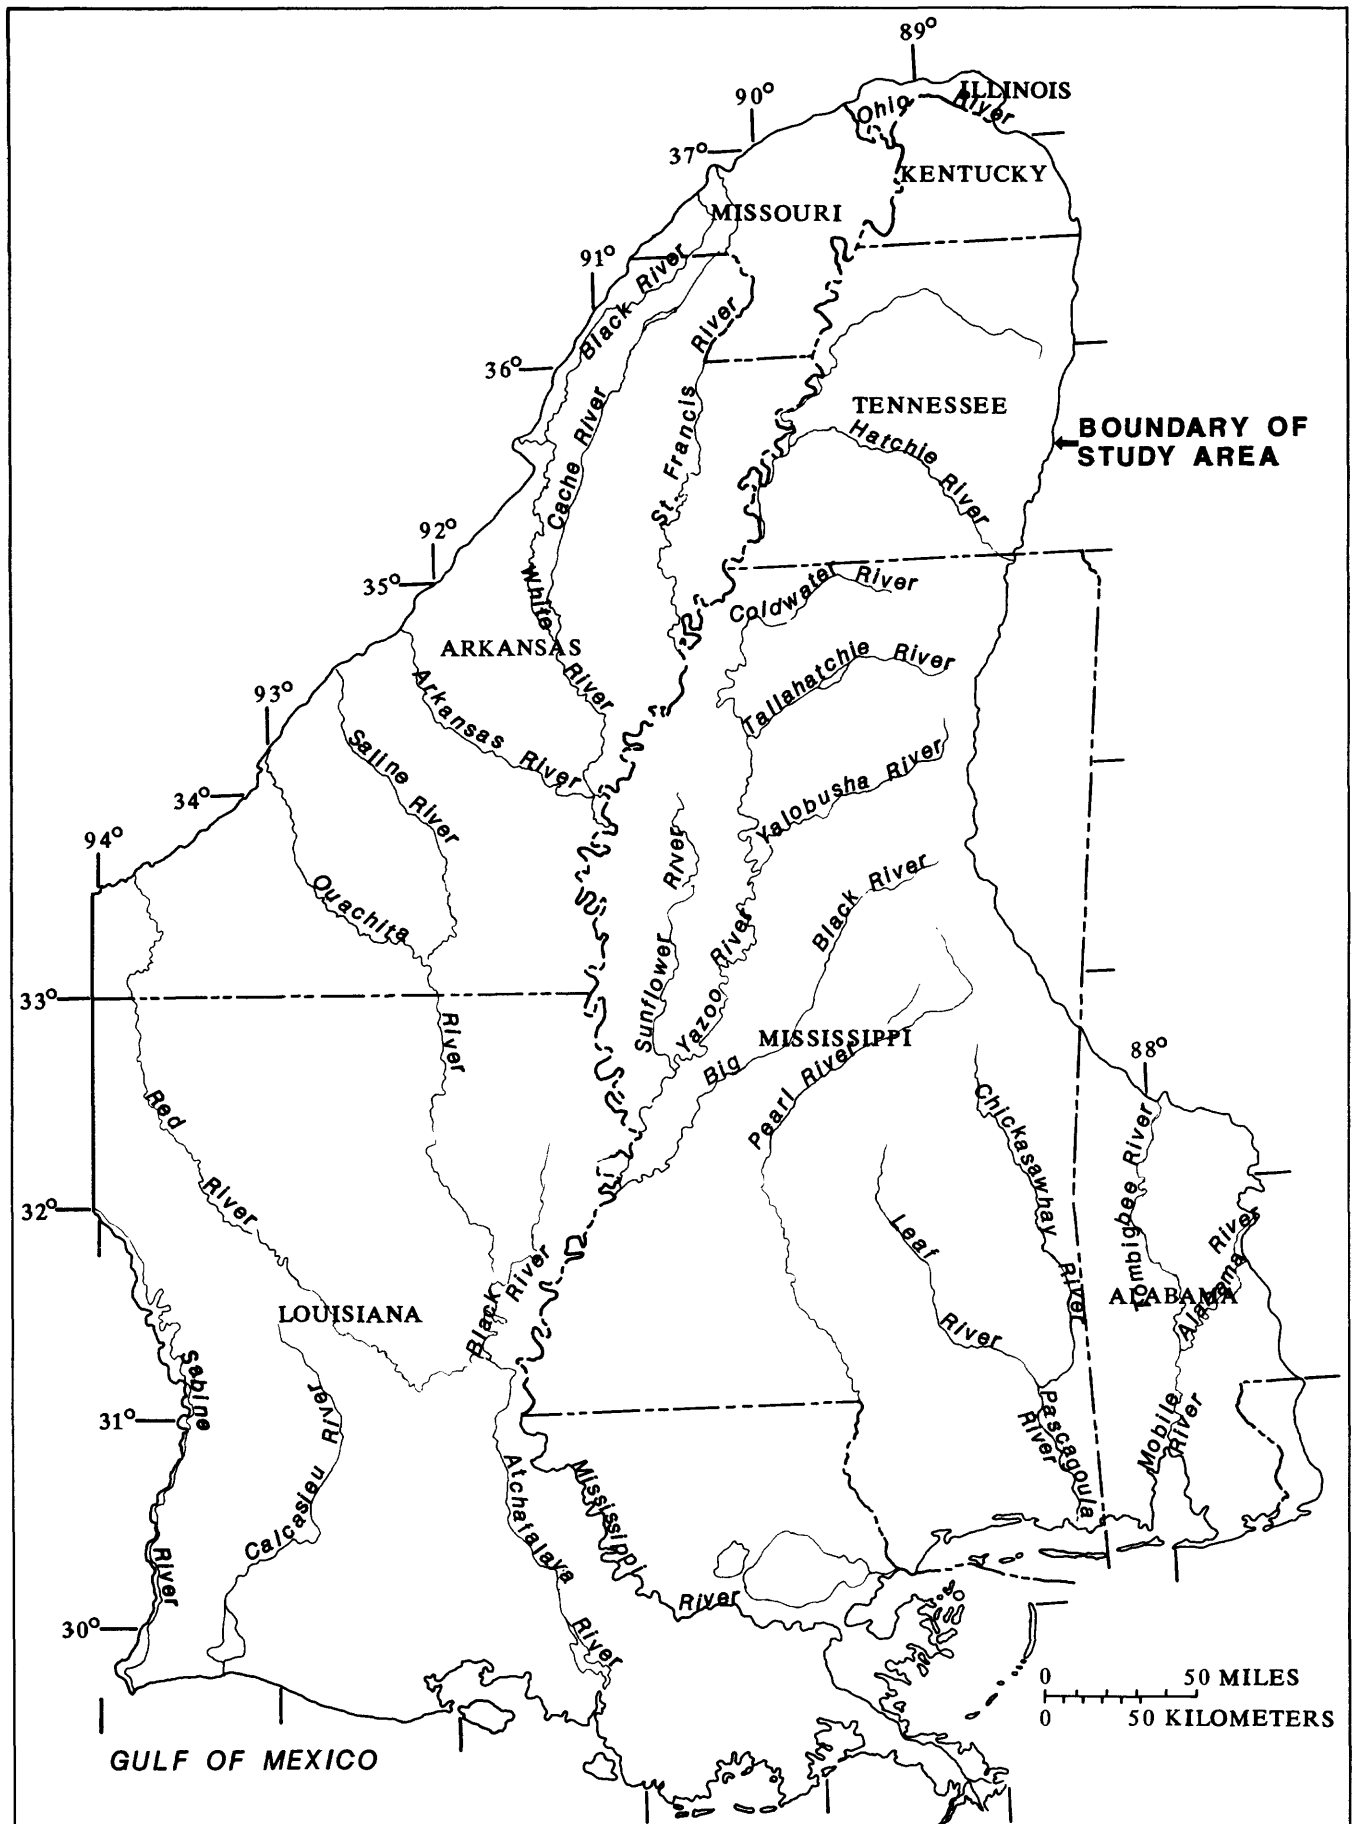 89°
ILLINOIS
Ohio River
90°
37°
KENTUCKY
MISSOURI
91°
Black River
River
36°
Cache River
St. Francis
TENNESSEE
Hatchie River
BOUNDARY OF
STUDY AREA
92°
35°
White
River
Coldwater River
ARKANSAS
Tallahatchie River
93°
Arkansas River
Saline River
34°
Yalobusha River
94°
River
Black River
Ouachita
Sunflower
Yazoo River
33°
River
MISSISSIPPI
Big
Pearl River
88°
Red
River
Chickasawhay
River
Tombigbee River
32°
Leaf
River
Alabama River
ALABAMA
Black River
LOUISIANA
Sabine
River
31°
River
Calcasieu
Pascagoula
River
Mobile
River
Atchafalaya
River
Mississippi
River
30°
0 50 MILES
0 50 KILOMETERS
GULF OF MEXICO